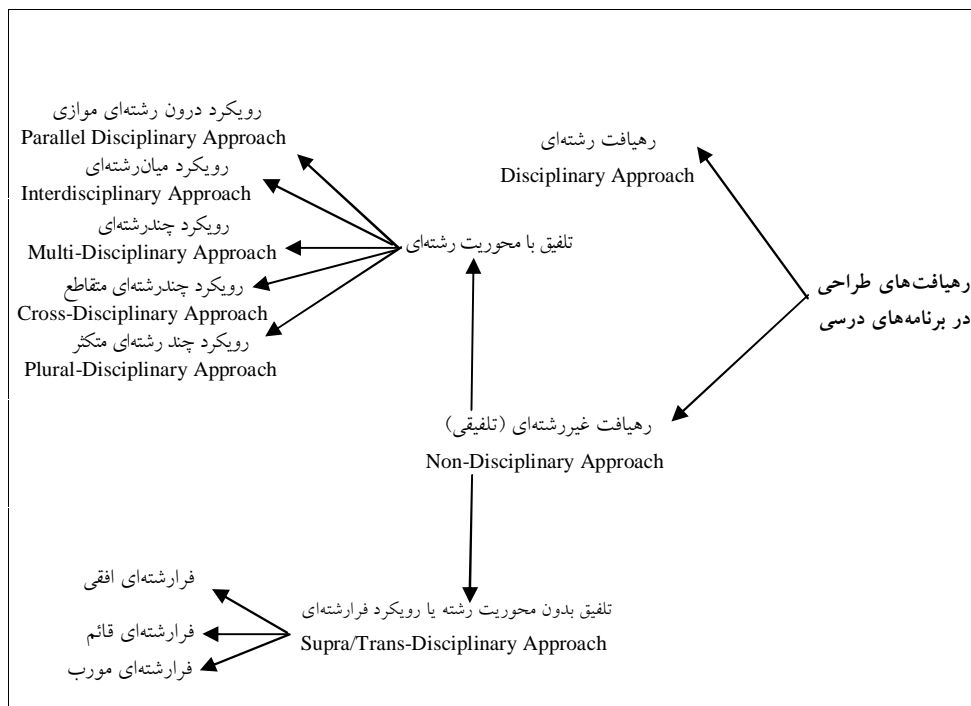 رهیافت‌های طراحی
در برنامه‌های درسی
رهیافت رشته‌ای
Disciplinary Approach
رهیافت غیررشته‌ای (تلفیقی)
Non-Disciplinary Approach
تلفیق با محوریت رشته‌ای
رویکرد درون رشته‌ای موازی
Parallel Disciplinary Approach
رویکرد میان‌رشته‌ای
Interdisciplinary Approach
رویکرد چندرشته‌ای
Multi-Disciplinary Approach
رویکرد چندرشته‌ای متقاطع
Cross-Disciplinary Approach
رویکرد چند رشته‌ای متکثر
Plural-Disciplinary Approach
تلفیق بدون محوریت رشته یا رویکرد فرارشته‌ای
Supra/Trans-Disciplinary Approach
فرارشته‌ای افقی
فرارشته‌ای قائم
فرارشته‌ای مورب